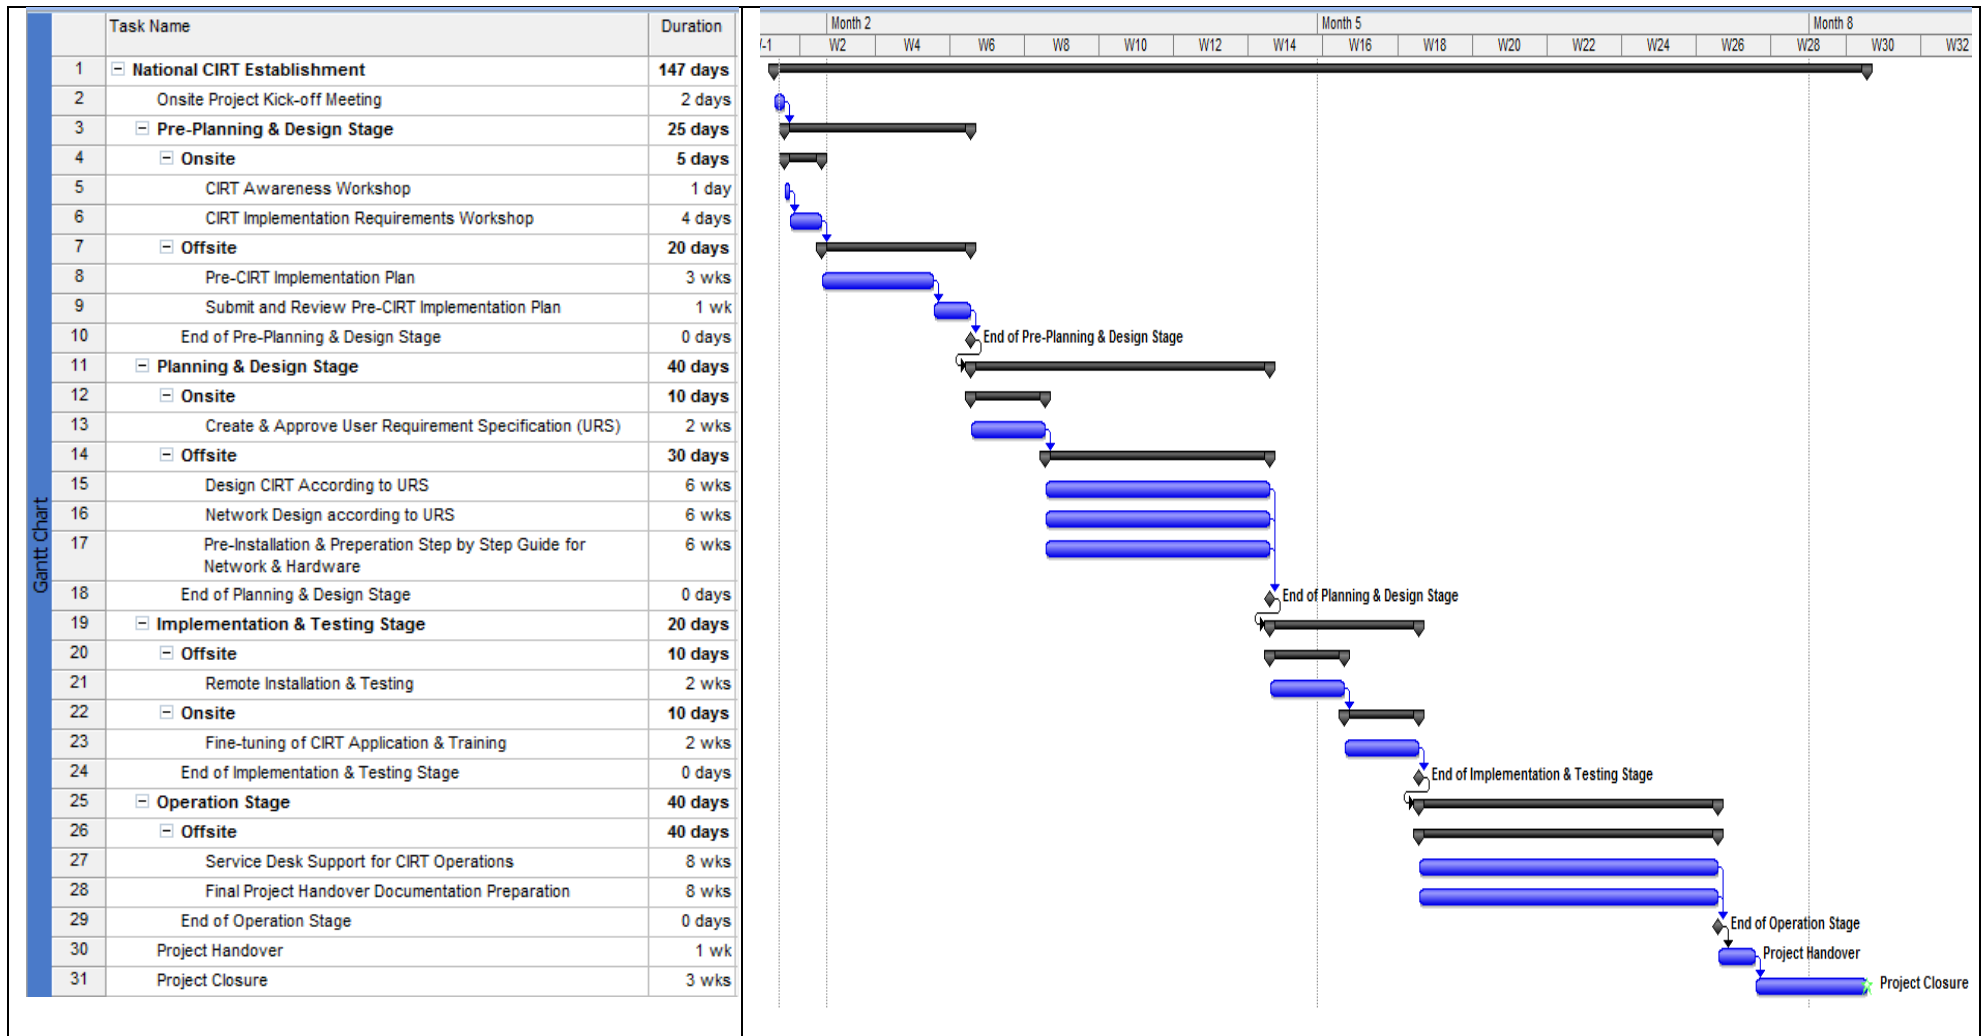 Gantt Chart
Task Name Duration
1 National CIRT Establishment 147 days
2 Onsite Project Kick-off Meeting 2 days
3 Pre-Planning & Design Stage 25 days
4 Onsite 5 days
5 CIRT Awareness Workshop 1 day
6 CIRT Implementation Requirements Workshop 4 days
7 Offsite 20 days
8 Pre-CIRT Implementation Plan 3 wks
9 Submit and Review Pre-CIRT Implementation Plan 1 wk
10 End of Pre-Planning & Design Stage 0 days
11 Planning & Design Stage 40 days
12 Onsite 10 days
13 Create & Approve User Requirement Specification (URS) 2 wks
14 Offsite 30 days
15 Design CIRT According to URS 6 wks
16 Network Design according to URS 6 wks
17 Pre-Installation & Preperation Step by Step Guide for 6 wks
Network & Hardware
18 End of Planning & Design Stage 0 days
19 Implementation & Testing Stage 20 days
20 Offsite 10 days
21 Remote Installation & Testing 2 wks
22 Onsite 10 days
23 Fine-tuning of CIRT Application & Training 2 wks
24 End of Implementation & Testing Stage 0 days
25 Operation Stage 40 days
26 Offsite 40 days
27 Service Desk Support for CIRT Operations 8 wks
28 Final Project Handover Documentation Preparation 8 wks
29 End of Operation Stage 0 days
30 Project Handover 1 wk
31 Project Closure 3 wks
Month 2 Month 5 Month 8
-1 W2 W4 W6 W8 W10 W12 W14 W16 W18 W20 W22 W24 W26 W28 W30 W32
End of Pre-Planning & Design Stage
End of Planning & Design Stage
End of Implementation & Testing Stage
End of Operation Stage
Project Handover
Project Closure